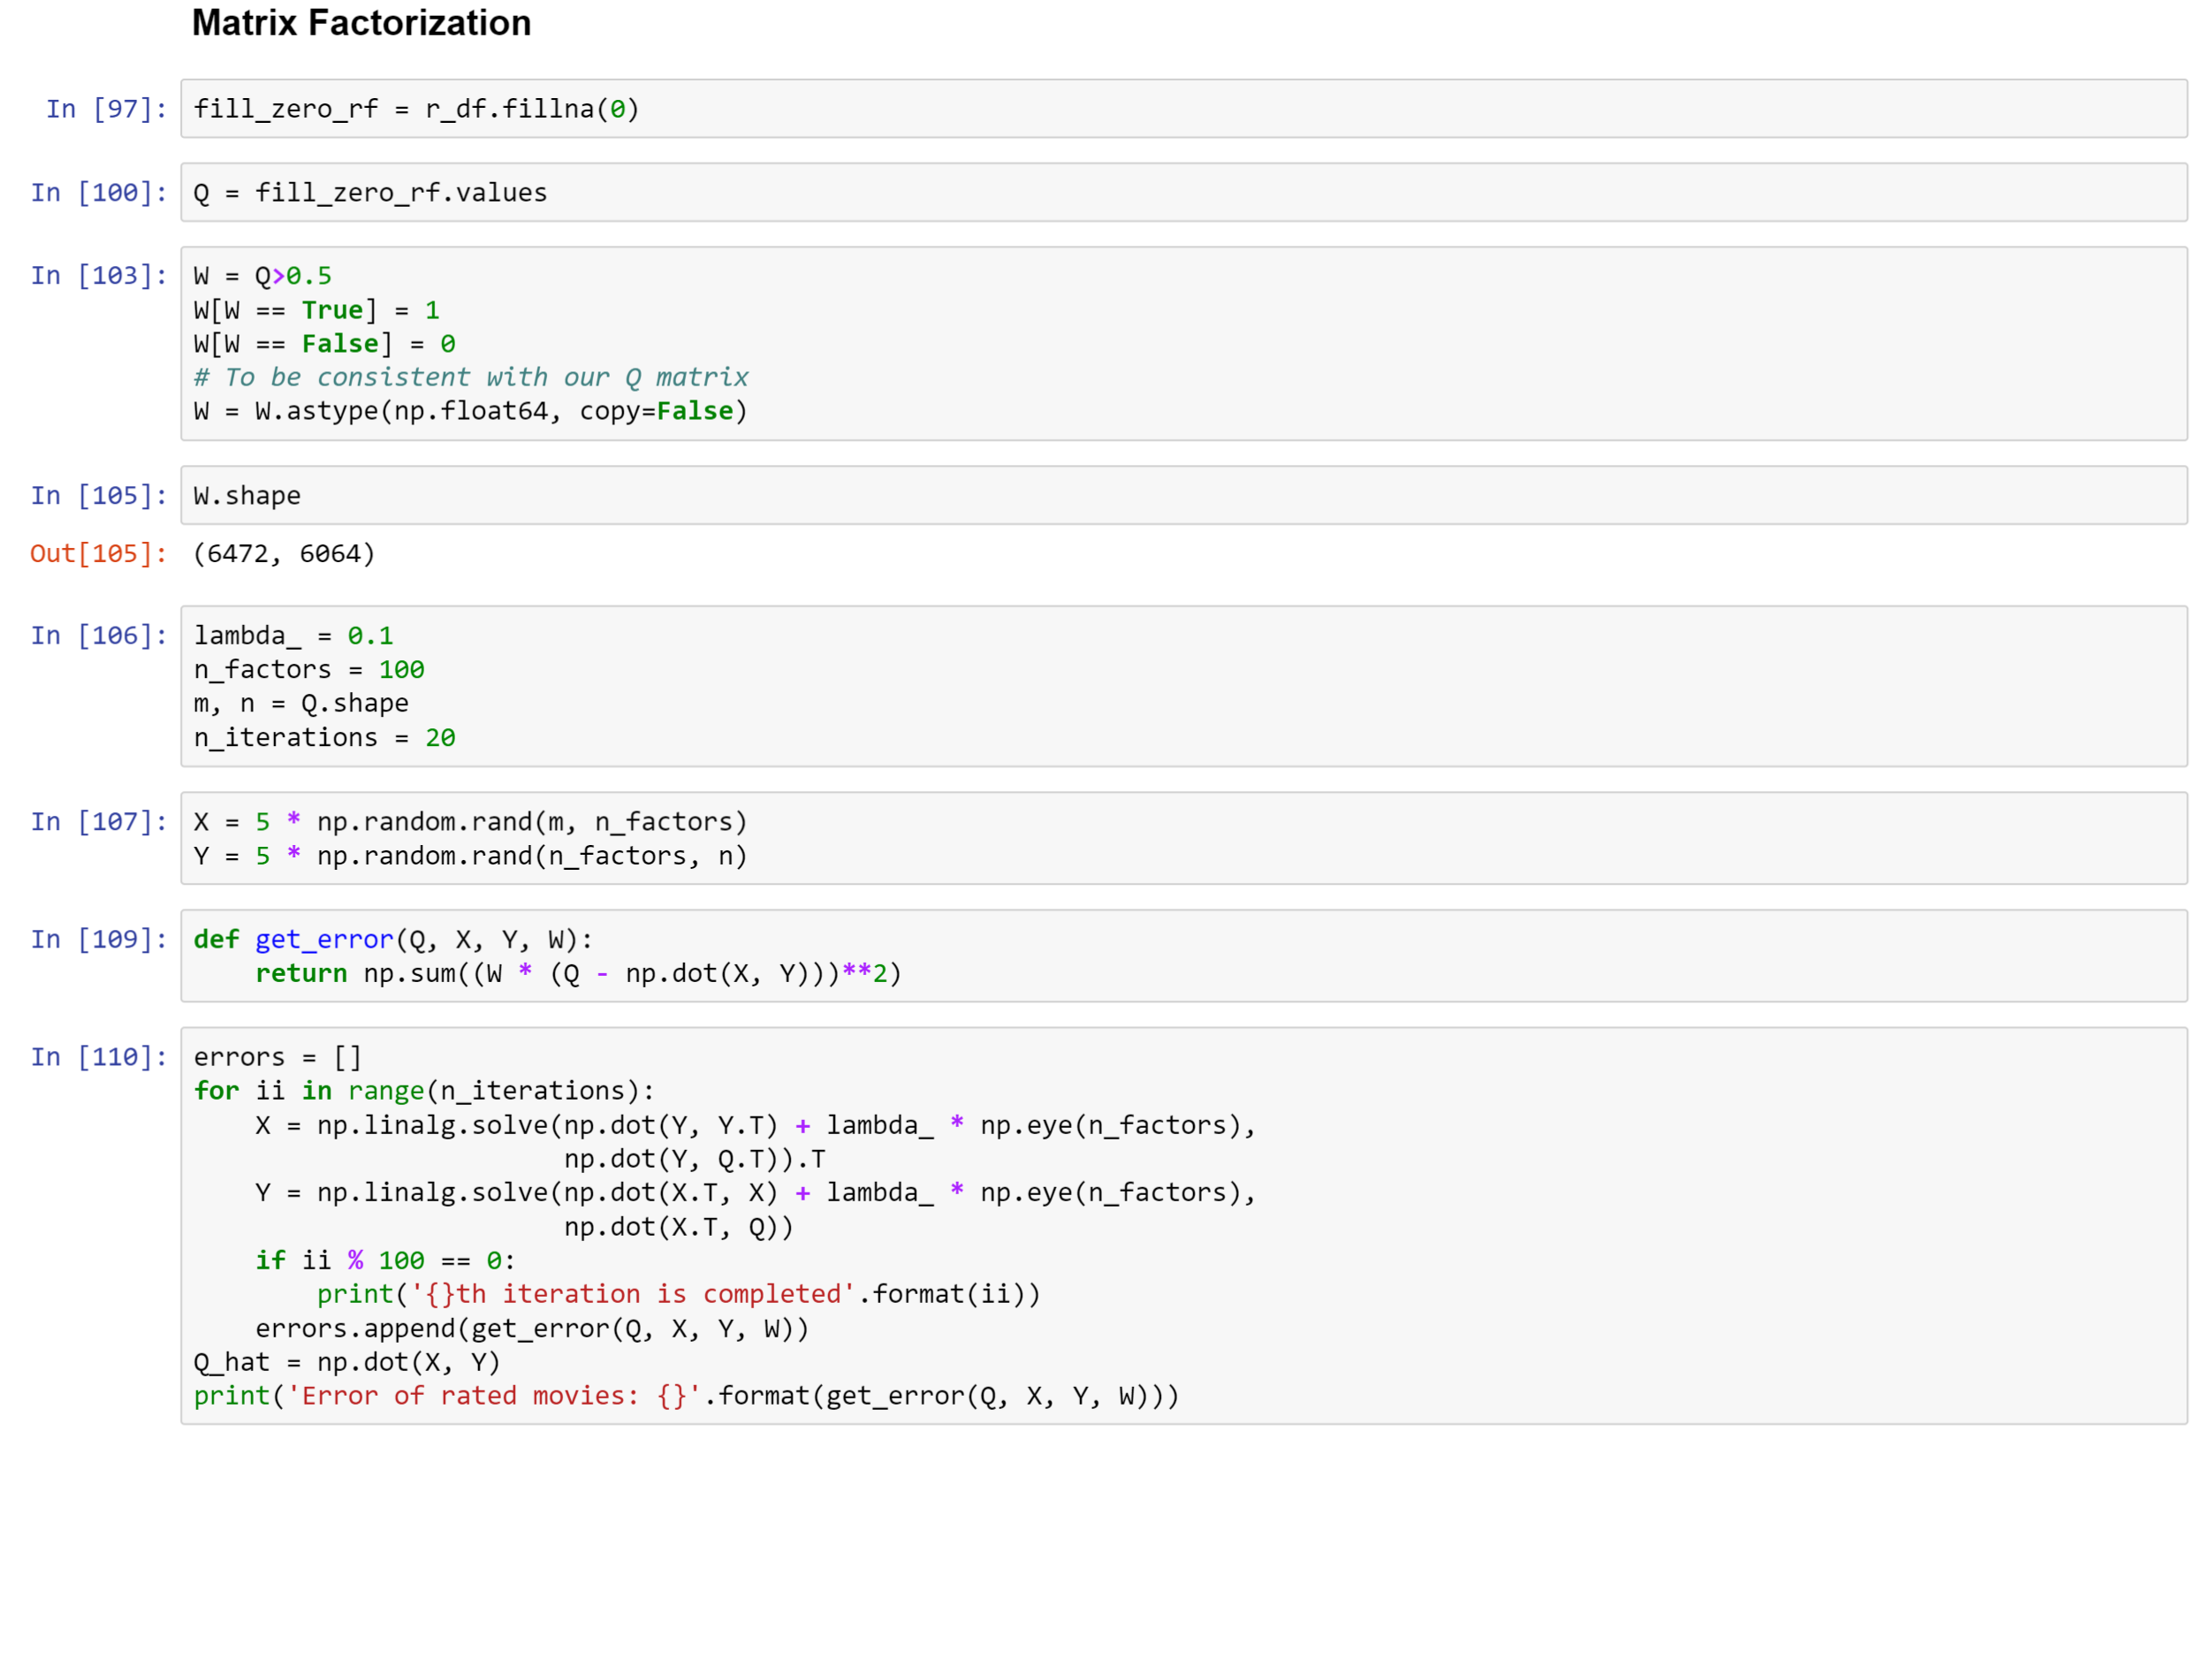 Matrix Factorization
In [97]: fill_zero_rf = r_df.fillna(0)
In [100]: Q = fill_zero_rf.values
In [103]: W = Q>0.5
W[W == True] = 1
W[W == False] = 0
# To be consistent with our Q matrix
W = W.astype(np.float64, copy=False)
In [105]: W.shape
Out[105]: (6472, 6064)
In [106]: lambda_ = 0.1
n_factors = 100
m, n = Q.shape
n_iterations = 20
In [107]: X = 5 * np.random.rand(m, n_factors)
Y = 5 * np.random.rand(n_factors, n)
In [109]: def get_error(Q, X, Y, W):
    return np.sum((W * (Q - np.dot(X, Y)))**2)
In [110]: errors = []
for ii in range(n_iterations):
    X = np.linalg.solve(np.dot(Y, Y.T) + lambda_ * np.eye(n_factors),
                        np.dot(Y, Q.T)).T
    Y = np.linalg.solve(np.dot(X.T, X) + lambda_ * np.eye(n_factors),
                        np.dot(X.T, Q))
    if ii % 100 == 0:
        print('{}th iteration is completed'.format(ii))
    errors.append(get_error(Q, X, Y, W))
Q_hat = np.dot(X, Y)
print('Error of rated movies: {}'.format(get_error(Q, X, Y, W)))